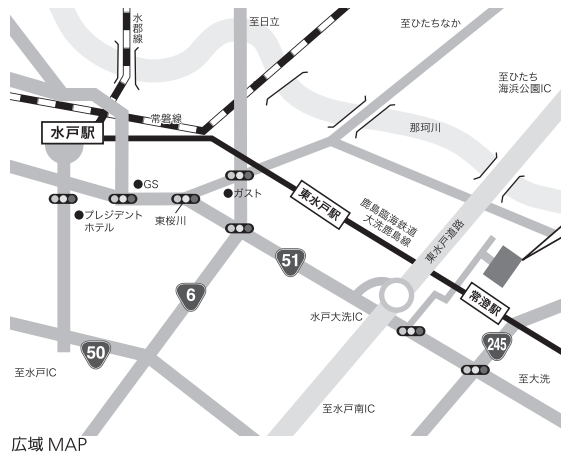 水郡線
至日立
至ひたちなか
至ひたち
海浜公園IC
常磐線
水戸駅
那珂川
GS
ガスト
プレジデント
ホテル
東桜川
東水戸駅
鹿島臨海鉄道
大洗鹿島線
東水戸道路
51
6
常澄駅
水戸大洗IC
50
245
至水戸IC
至大洗
至水戸南IC
広域 MAP